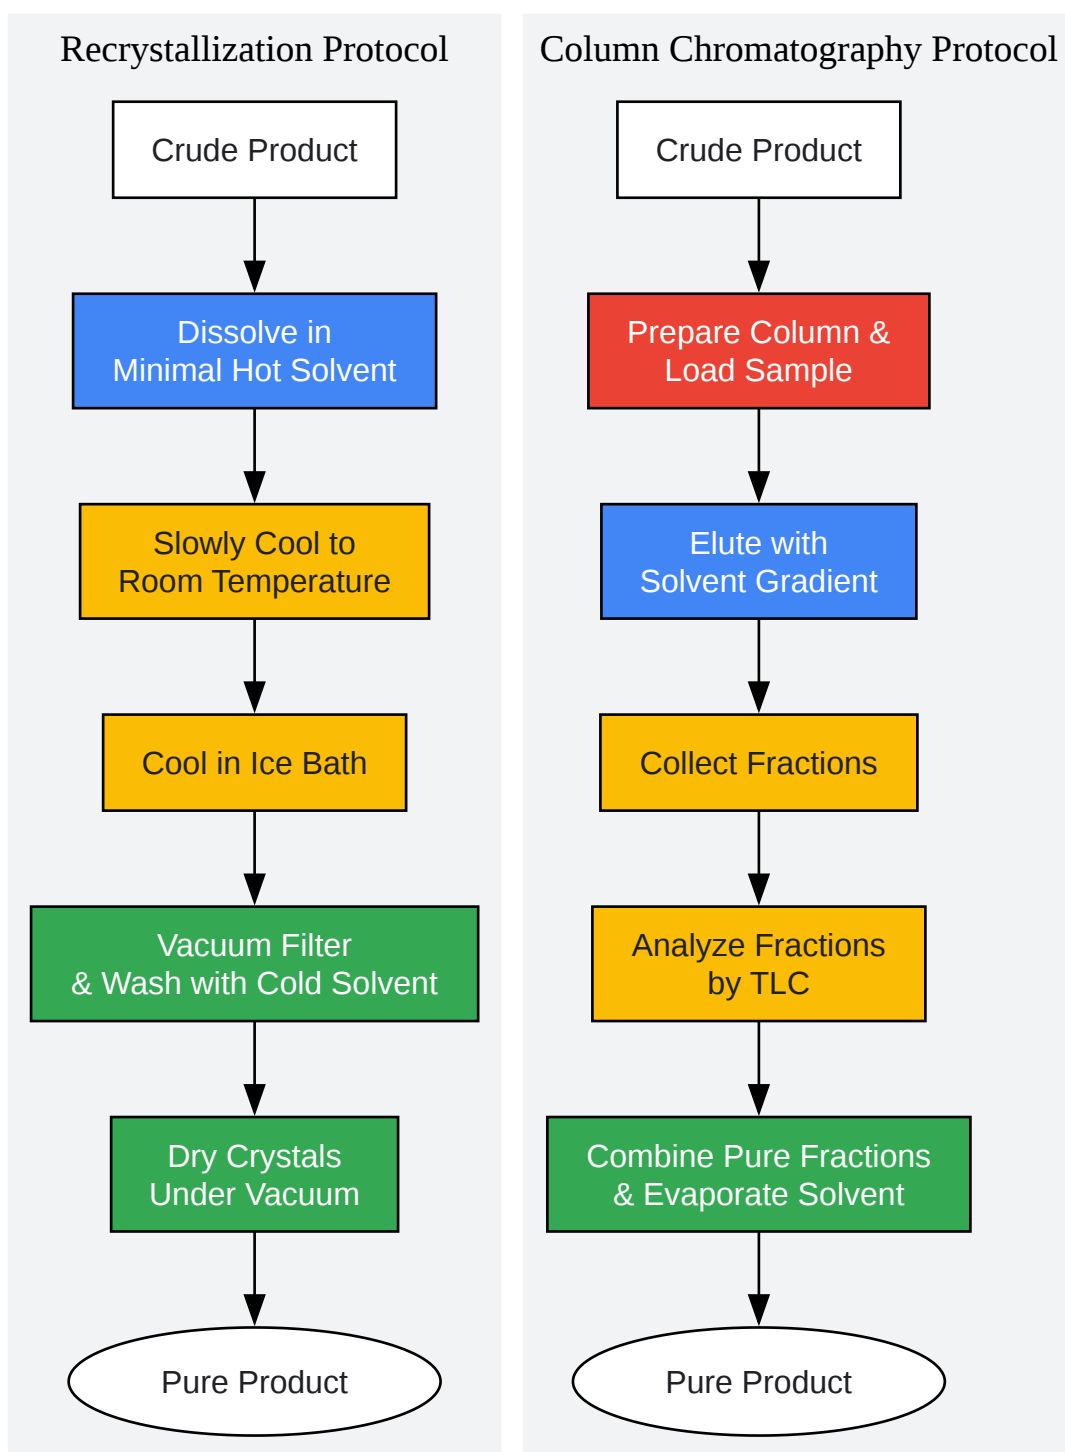 Recrystallization Protocol
Crude Product
Dissolve in
Minimal Hot Solvent
Slowly Cool to
Room Temperature
Cool in Ice Bath
Vacuum Filter
& Wash with Cold Solvent
Dry Crystals
Under Vacuum
Pure Product
Column Chromatography Protocol
Crude Product
Prepare Column &
Load Sample
Elute with
Solvent Gradient
Collect Fractions
Analyze Fractions
by TLC
Combine Pure Fractions
& Evaporate Solvent
Pure Product